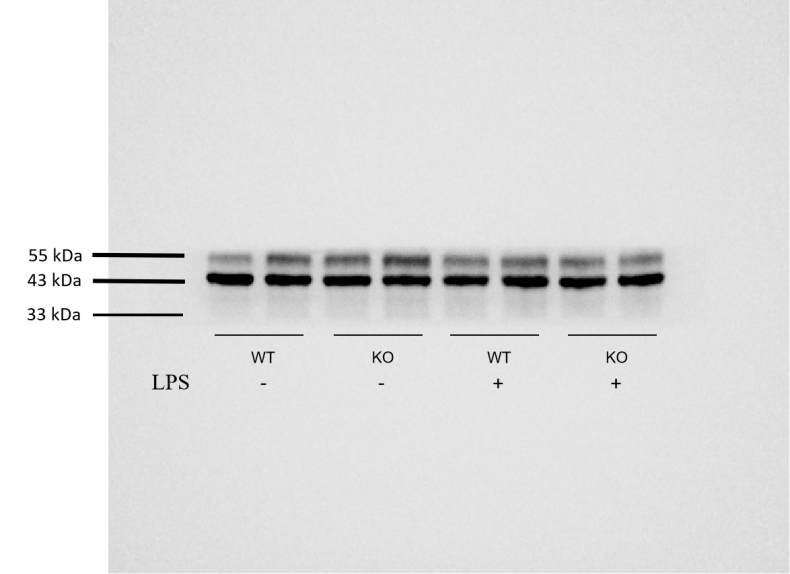 55 kDa
43 kDa
33 kDa
WT KO WT KO
LPS - - + +